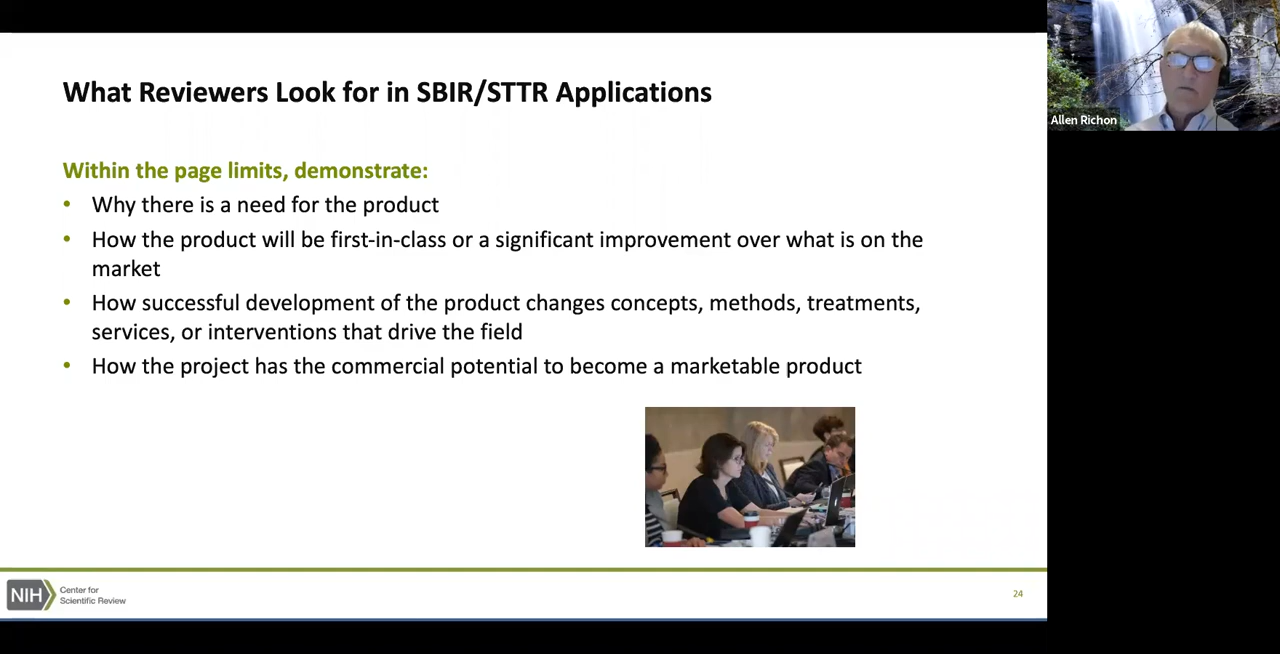 What Reviewers Look for in SBIR/STTR Applications
Allen Richon
Within the page limits, demonstrate:
• Why there is a need for the product
• How the product will be first-in-class or a significant improvement over what is on the
market
• How successful development of the product changes concepts, methods, treatments,
services, or interventions that drive the field
• How the project has the commercial potential to become a marketable product
NIH
Center for
Scientific Review
24